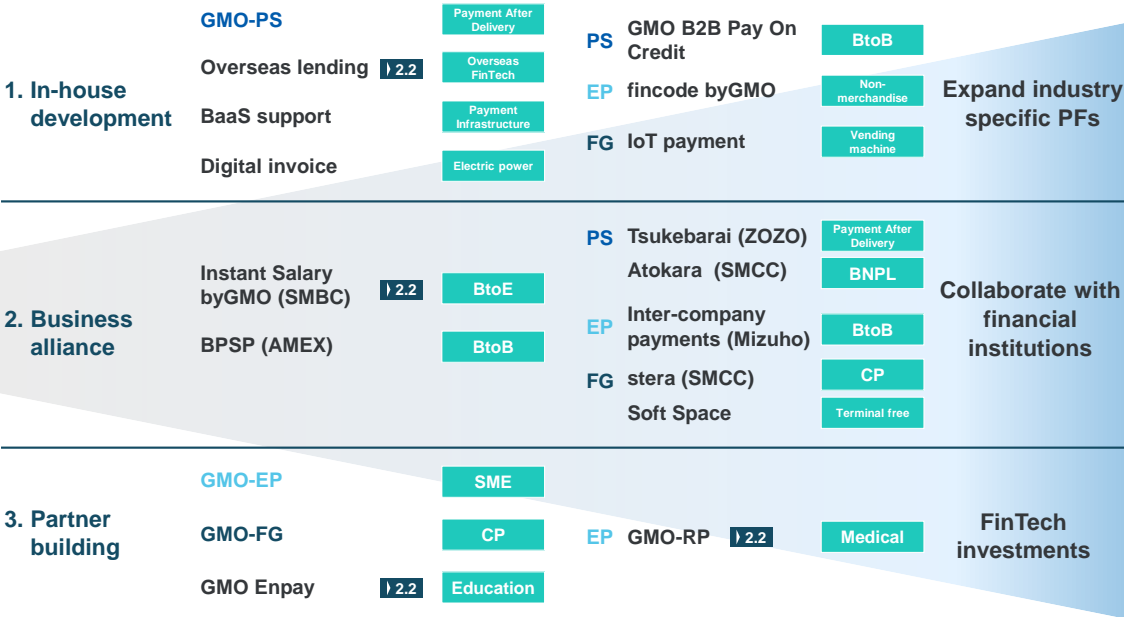 1. In-house
development
GMO-PS
Payment After
Delivery
Overseas lending
2.2
Overseas
FinTech
BaaS support
Payment
Infrastructure
Digital invoice
Electric power
PS
GMO B2B Pay On
Credit
BtoB
EP
fincode byGMO
Non-
merchandise
FG
IoT payment
Vending
machine
Expand industry
specific PFs
2. Business
alliance
Instant Salary
byGMO (SMBC)
2.2
BtoE
BPSP (AMEX)
BtoB
PS
Tsukebarai (ZOZO)
Payment After
Delivery
Atokara (SMCC)
BNPL
EP
Inter-company
payments (Mizuho)
BtoB
FG
stera (SMCC)
CP
Soft Space
Terminal free
Collaborate with
financial
institutions
3. Partner
building
GMO-EP
SME
GMO-FG
CP
GMO Enpay
2.2
Education
EP
GMO-RP
2.2
Medical
FinTech
investments